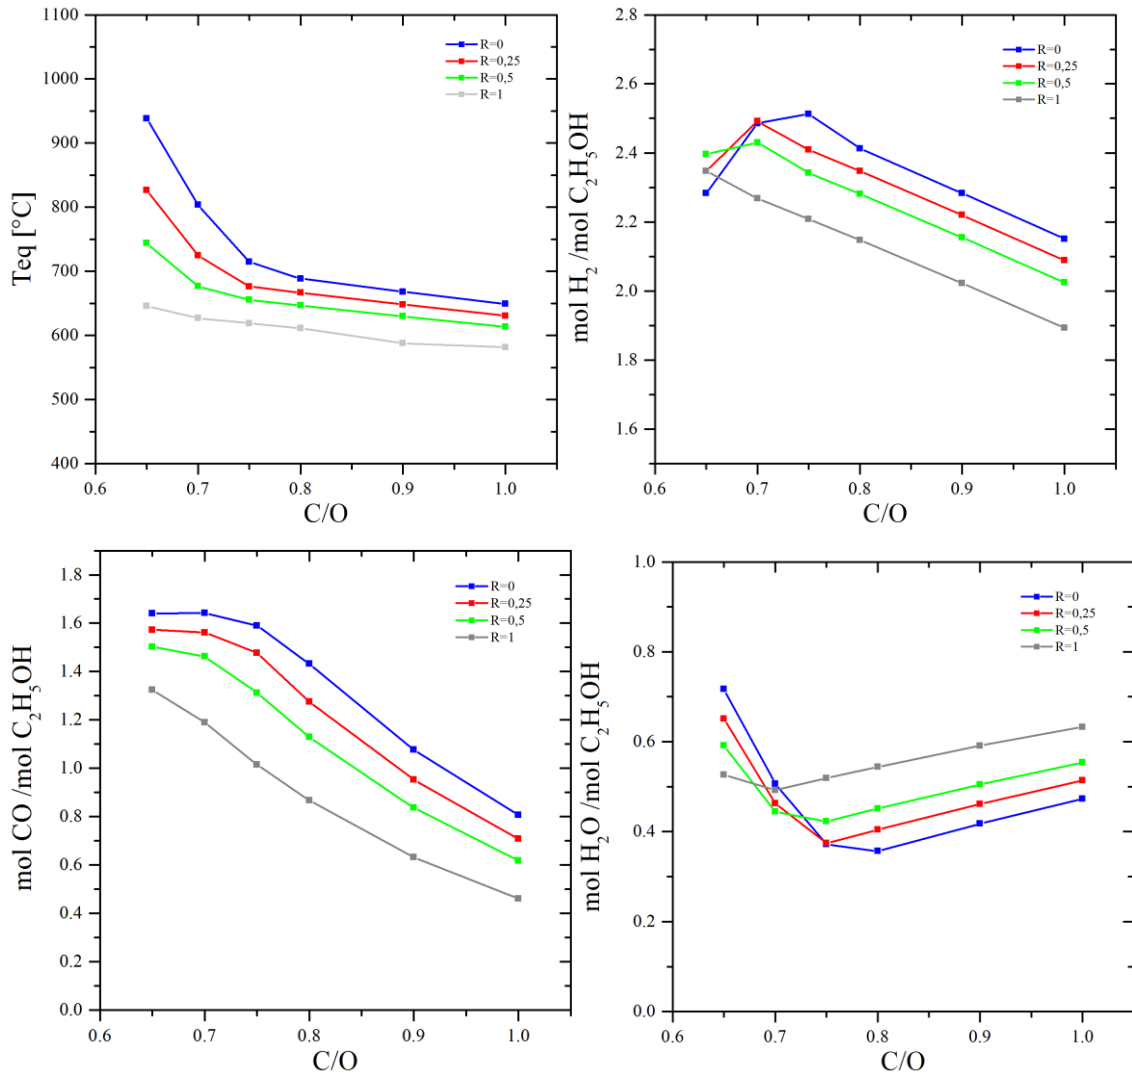 1100
1000
900
800
700
600
500
400
Teq [°C]
0.6
0.7
0.8
0.9
1.0
C/O
R=0
R=0,25
R=0,5
R=1
2.8
2.6
2.4
2.2
2.0
1.8
1.6
mol H₂ /mol C₂H₅OH
0.6
0.7
0.8
0.9
1.0
C/O
R=0
R=0,25
R=0,5
R=1
1.8
1.6
1.4
1.2
1.0
0.8
0.6
0.4
0.2
0.0
mol CO /mol C₂H₅OH
0.6
0.7
0.8
0.9
1.0
C/O
R=0
R=0,25
R=0,5
R=1
1.0
0.8
0.6
0.4
0.2
0.0
mol H₂O /mol C₂H₅OH
0.6
0.7
0.8
0.9
1.0
C/O
R=0
R=0,25
R=0,5
R=1